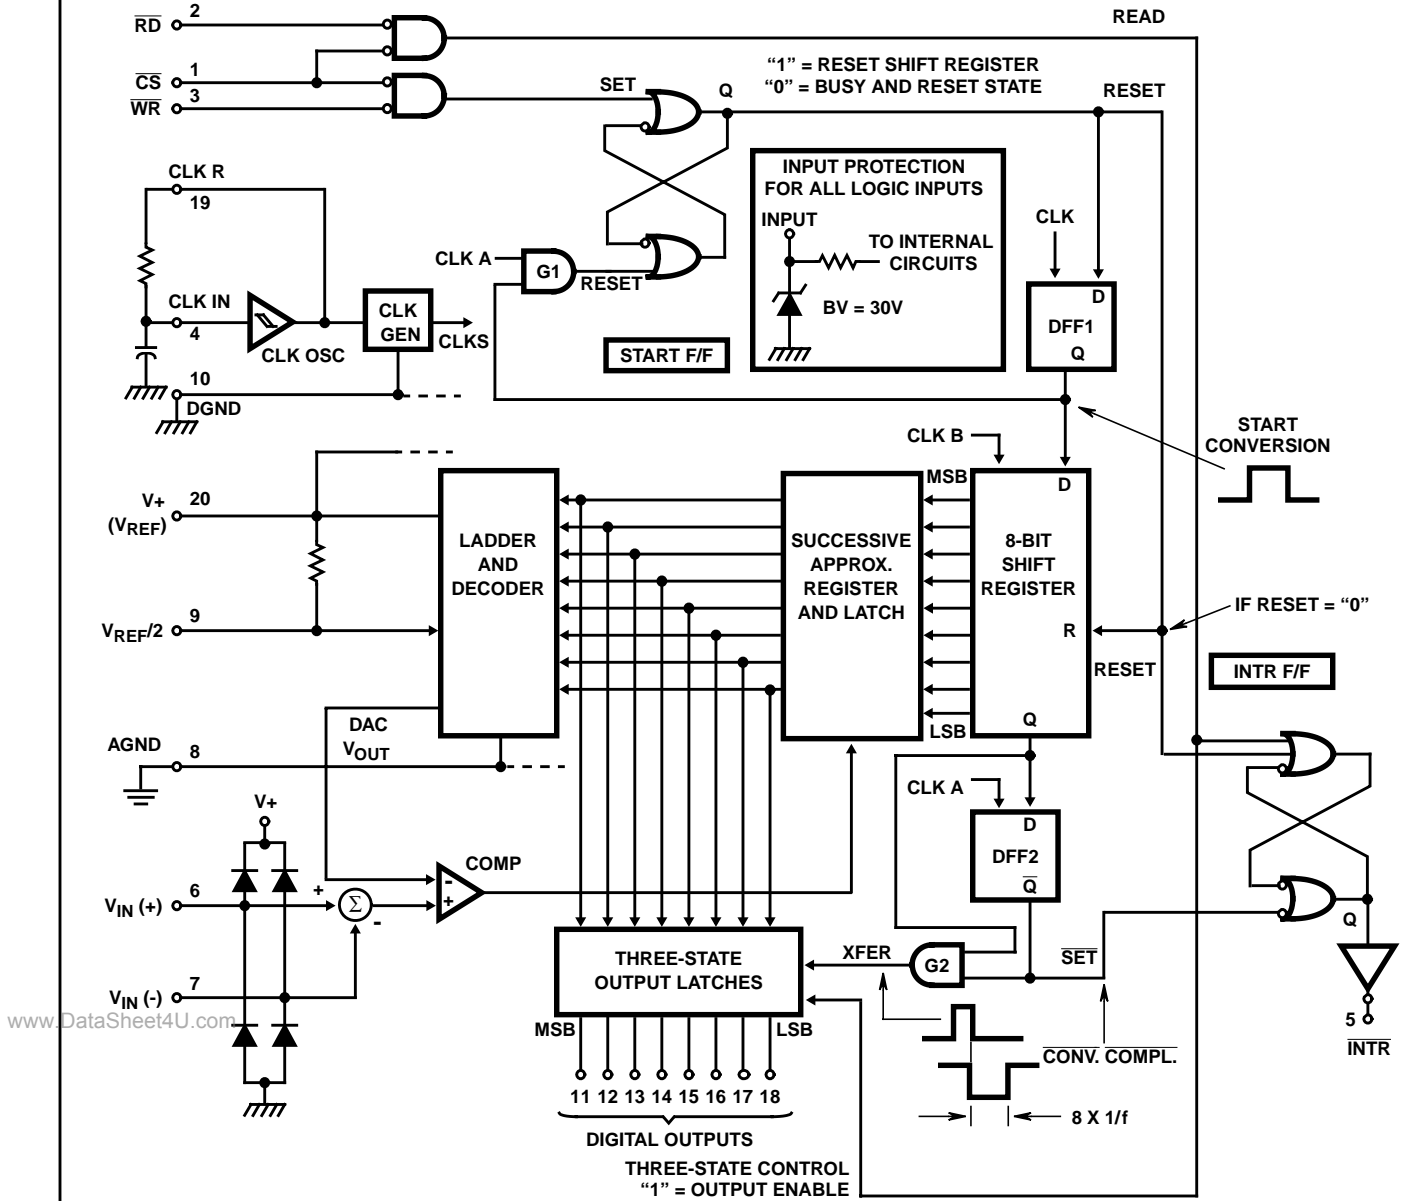 RD 2
READ
CS 1
WR 3
SET
Q
"1" = RESET SHIFT REGISTER
"0" = BUSY AND RESET STATE
RESET
CLK R
19
CLK IN
4
CLK OSC
CLK
GEN
CLKS
10
DGND
CLK A
G1
RESET
START F/F
INPUT PROTECTION
FOR ALL LOGIC INPUTS
INPUT
TO INTERNAL
CIRCUITS
BV = 30V
CLK
D
DFF1
Q
START
CONVERSION
CLK B
V+
(VREF)
20
VREF/2
9
LADDER
AND
DECODER
MSB
SUCCESSIVE
APPROX.
REGISTER
AND LATCH
LSB
D
8-BIT
SHIFT
REGISTER
R
Q
RESET
IF RESET = "0"
INTR F/F
DAC
VOUT
AGND
8
V+
COMP
-
+
VIN (+)
6
+
Σ
-
VIN (-)
7
CLK A
D
DFF2
Q
XFER
G2
SET
Q
THREE-STATE
OUTPUT LATCHES
MSB
LSB
11 12 13 14 15 16 17 18
DIGITAL OUTPUTS
CONV. COMPL.
8 X 1/f
5
INTR
THREE-STATE CONTROL
"1" = OUTPUT ENABLE
www.DataSheet4U.com